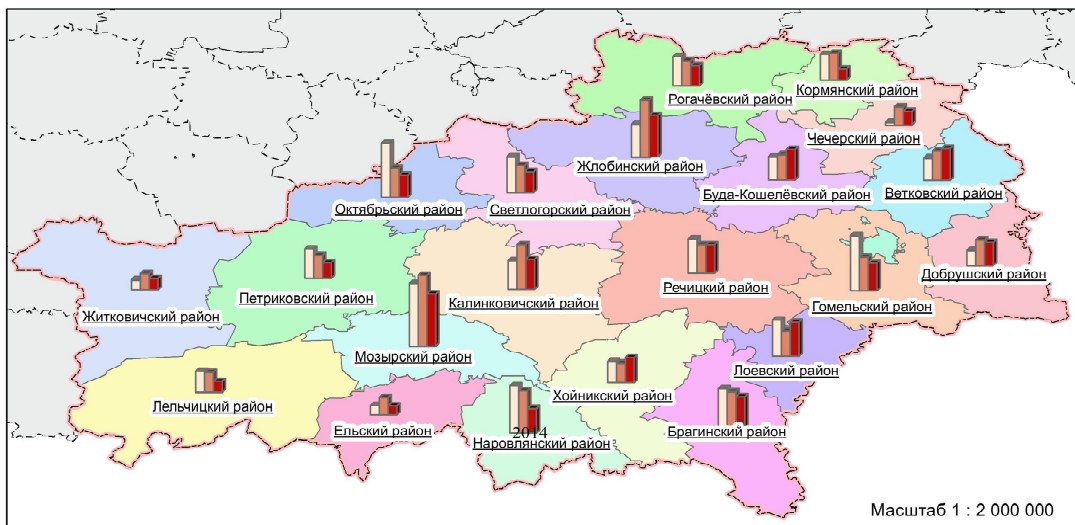 Рогачёвский район
Кормянский район
Чечерский район
Жлобинский район
Буда-Кошелёвский район
Ветковский район
Октябрьский район
Светлогорский район
Добрушский район
Петриковский район
Калинковичский район
Речицкий район
Гомельский район
Житковичский район
Мозырский район
Лоевский район
Лельчицкий район
Хойникский район
Ельский район
2014
Наровлянский район
Брагинский район
Масштаб 1 : 2 000 000